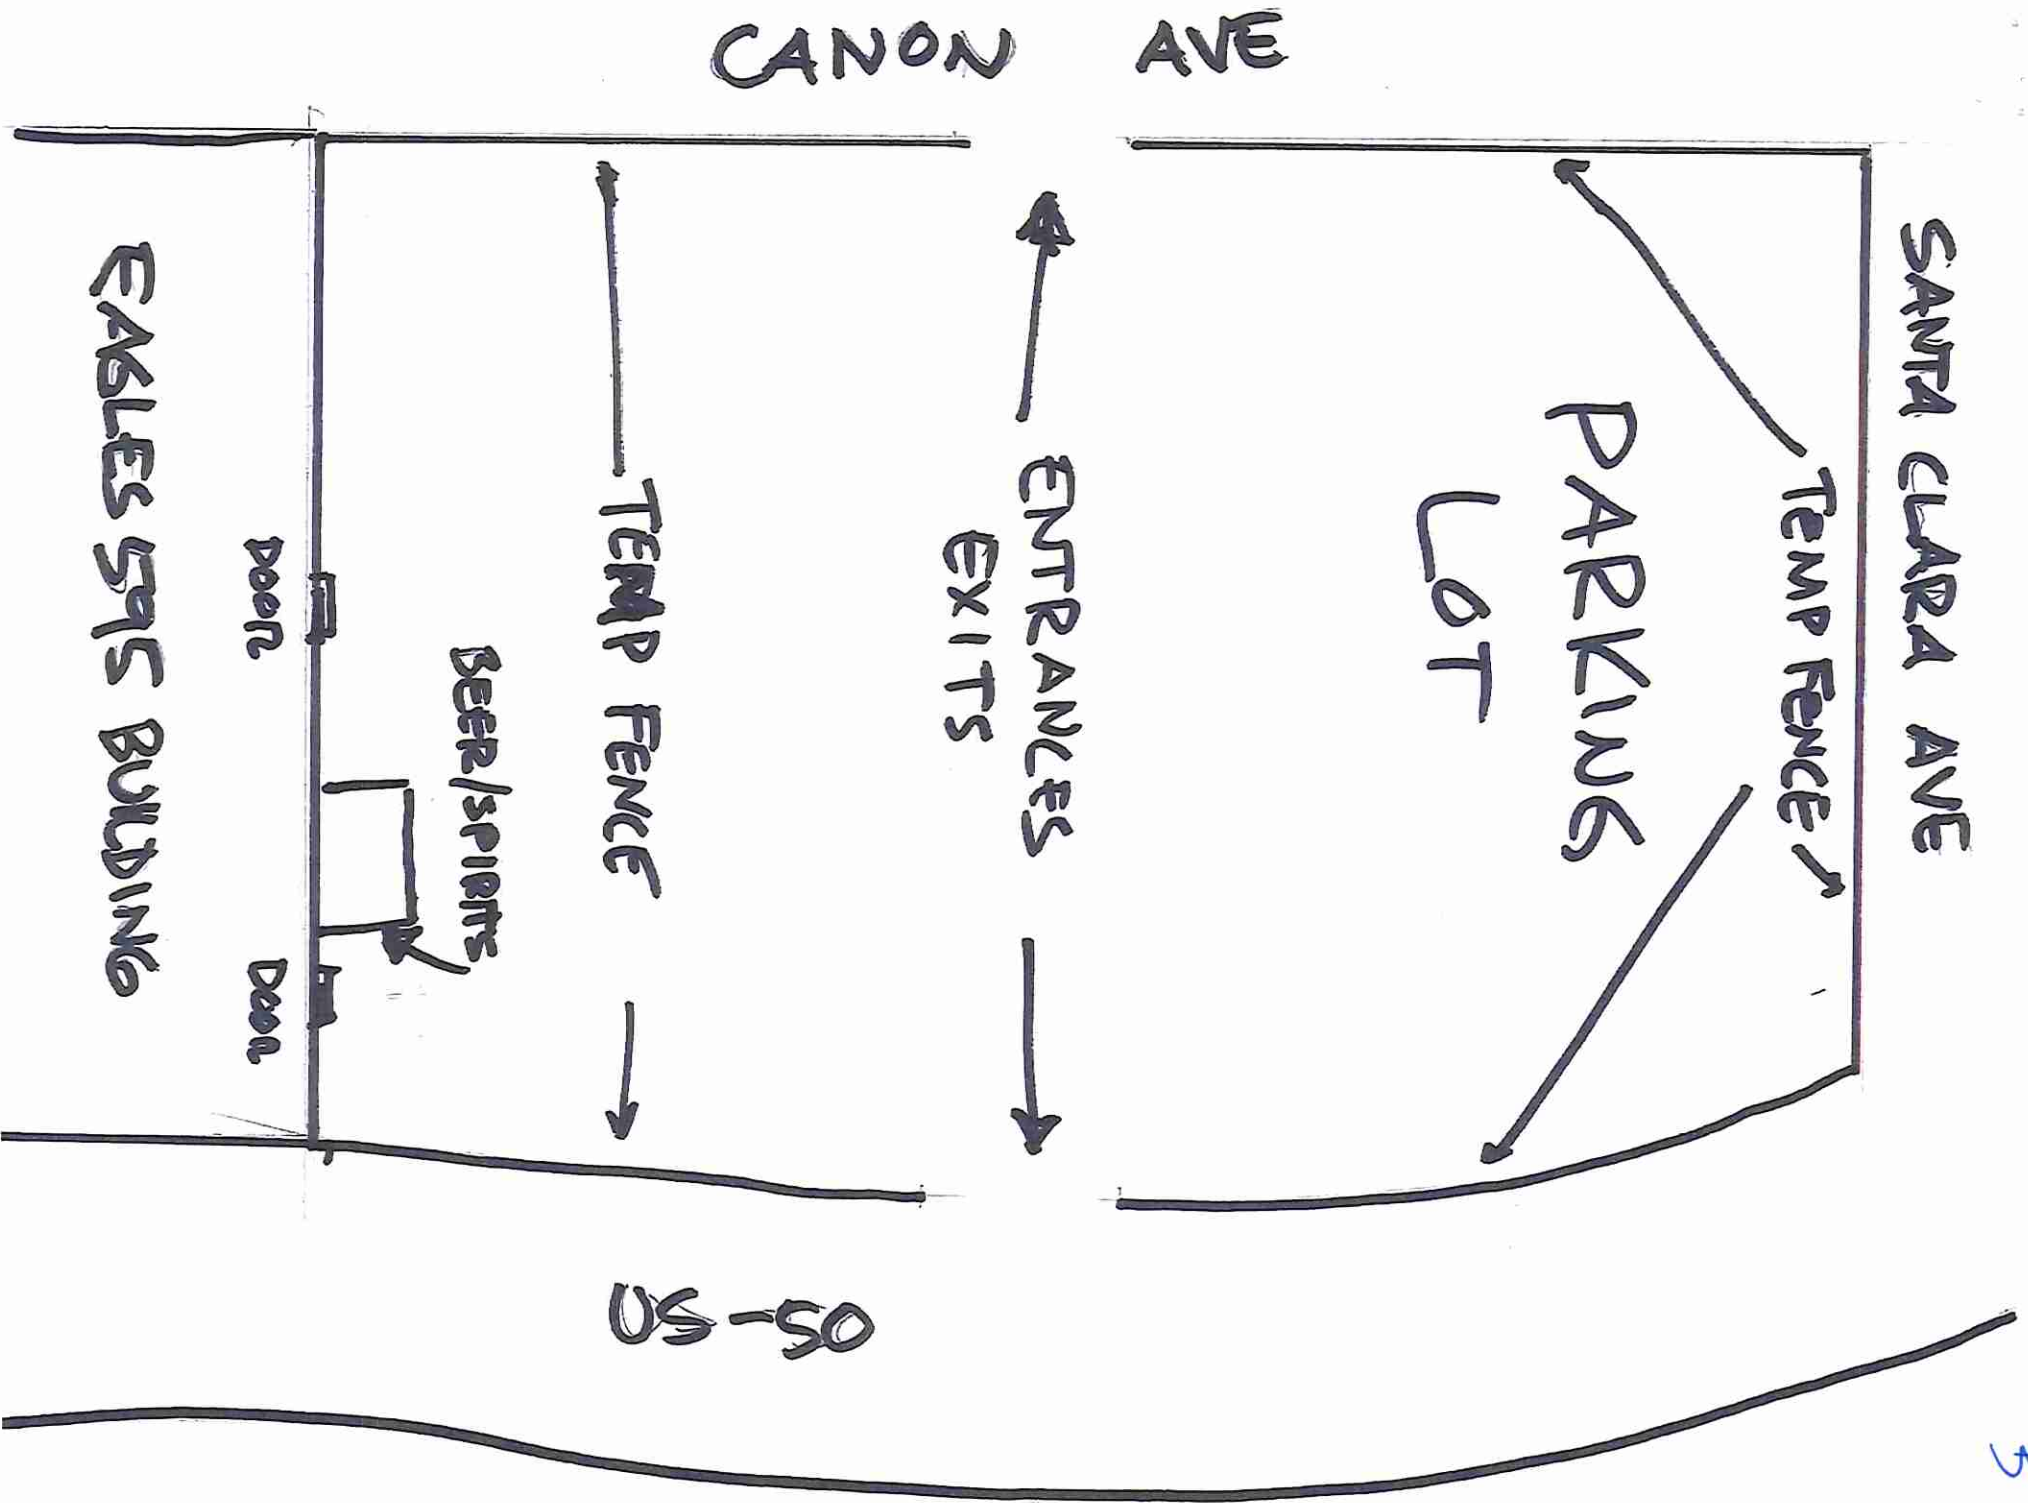 CANON AVE
SANTA CLARA AVE
TEMP FENCE
PARKING
LOT
ENTRANCES
EXITS
TEMP FENCE
BEER/SPIRITS
DOOR
DOOR
EAGLES 595 BUILDING
US-50
5